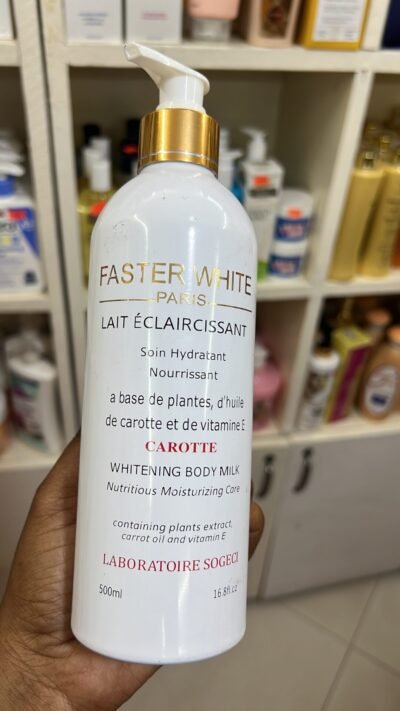 FASTER WHITE
PARIS
LAIT ÉCLAIRCISSANT
Soin Hydratant
Nourrissant
a base de plantes, d'huile
de carotte et de vitamine E
CAROTTE
WHITENING BODY MILK
Nutritious Moisturizing Care
containing plants extract,
carrot oil and vitamin E
LABORATOIRE SOGECI
500ml 16.8fl.oz